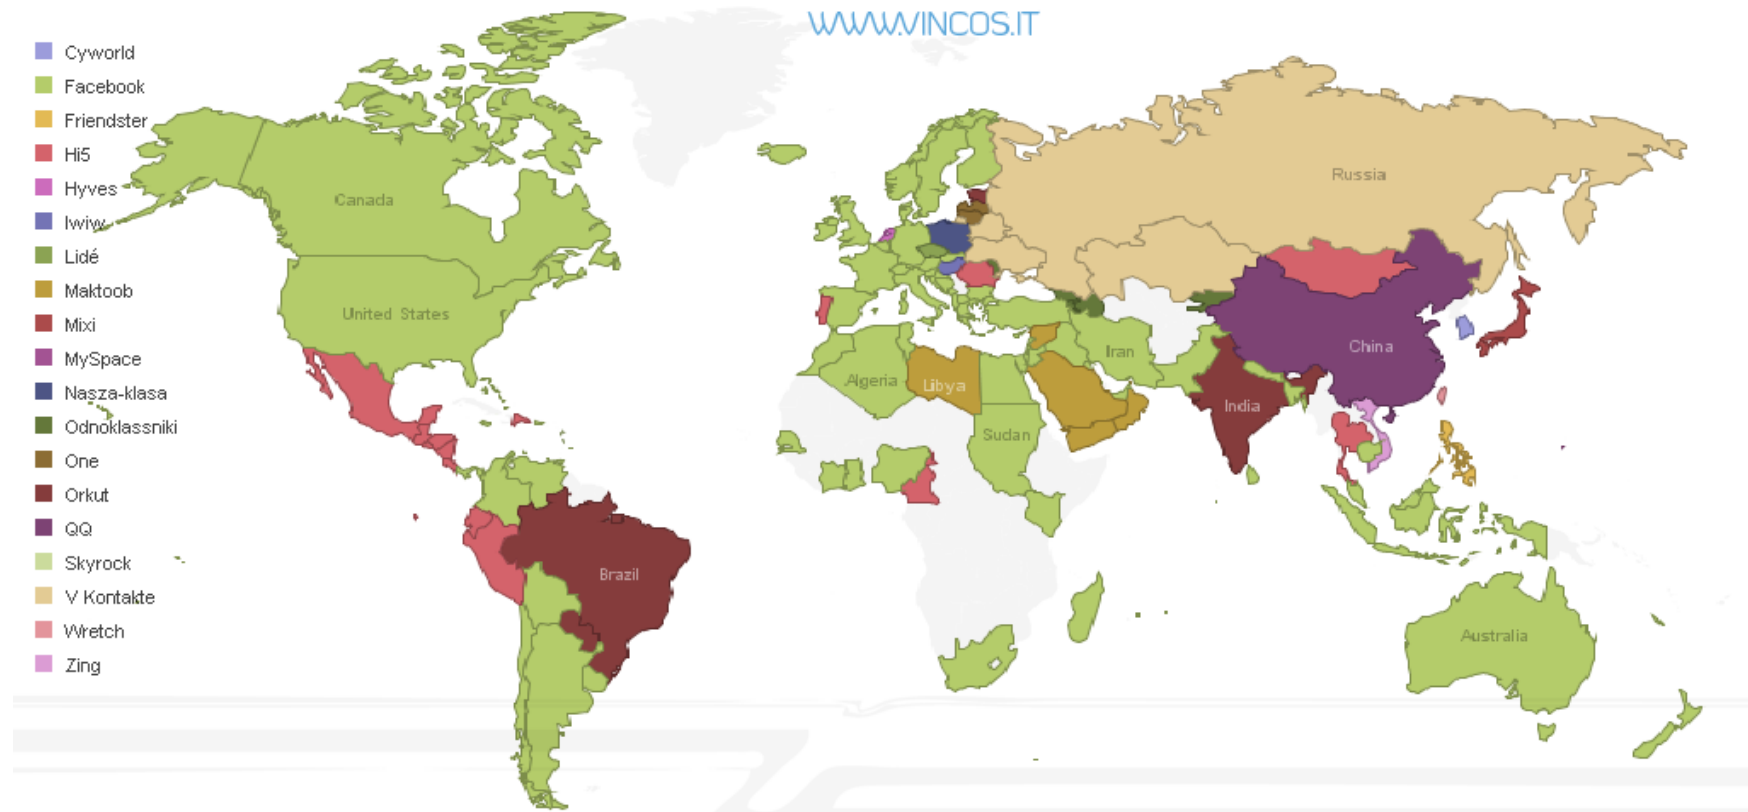 WWW.VINCOS.IT
Cyworld
Facebook
Friendster
Hi5
Hyves
Iwiw
Lidé
Maktoob
Mixi
MySpace
Nasza-klasa
Odnoklassniki
One
Orkut
QQ
Skyrock
V Kontakte
Wretch
Zing
Canada
United States
Brazil
Algeria
Libya
Sudan
Iran
Russia
China
India
Australia